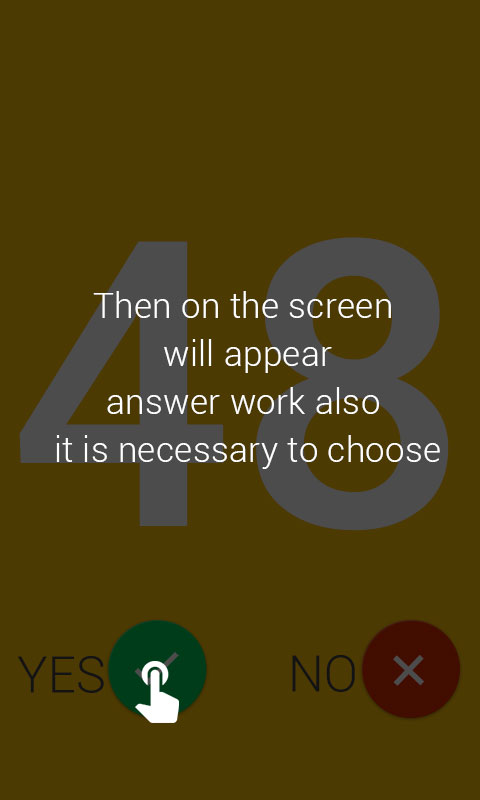 48
Then on the screen
will appear
answer work also
it is necessary to choose
YES NO